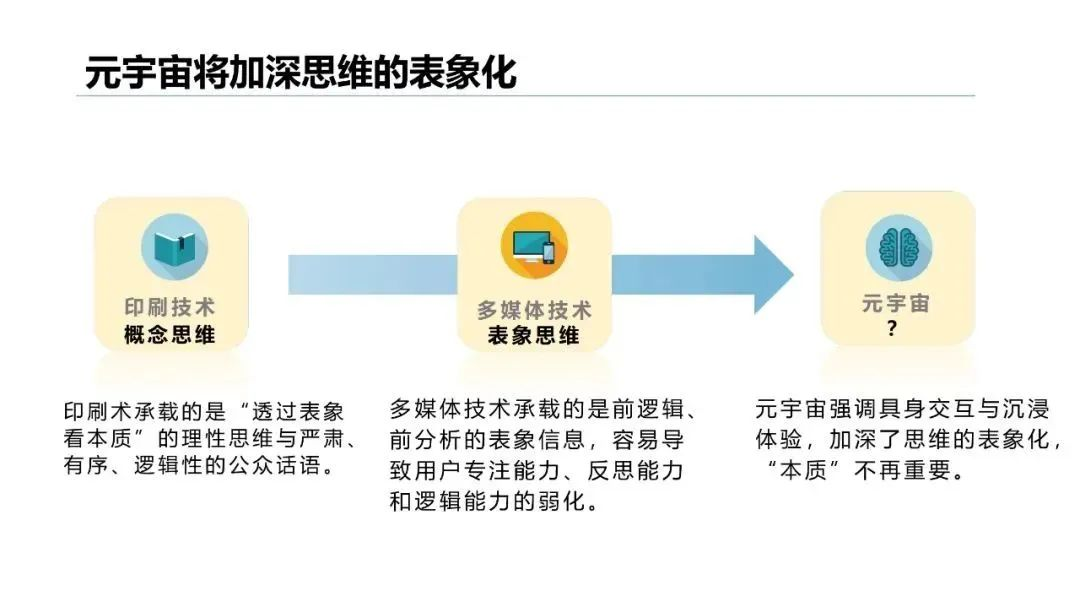 元宇宙将加深思维的表象化
印刷技术
概念思维
多媒体技术
表象思维
元宇宙
？
印刷术承载的是“透过表象
看本质”的理性思维与严肃、
有序、逻辑性的公众话语。
多媒体技术承载的是前逻辑、
前分析的表象信息，容易导
致用户专注能力、反思能力
和逻辑能力的弱化。
元宇宙强调具身交互与沉浸
体验，加深了思维的表象化，
“本质”不再重要。